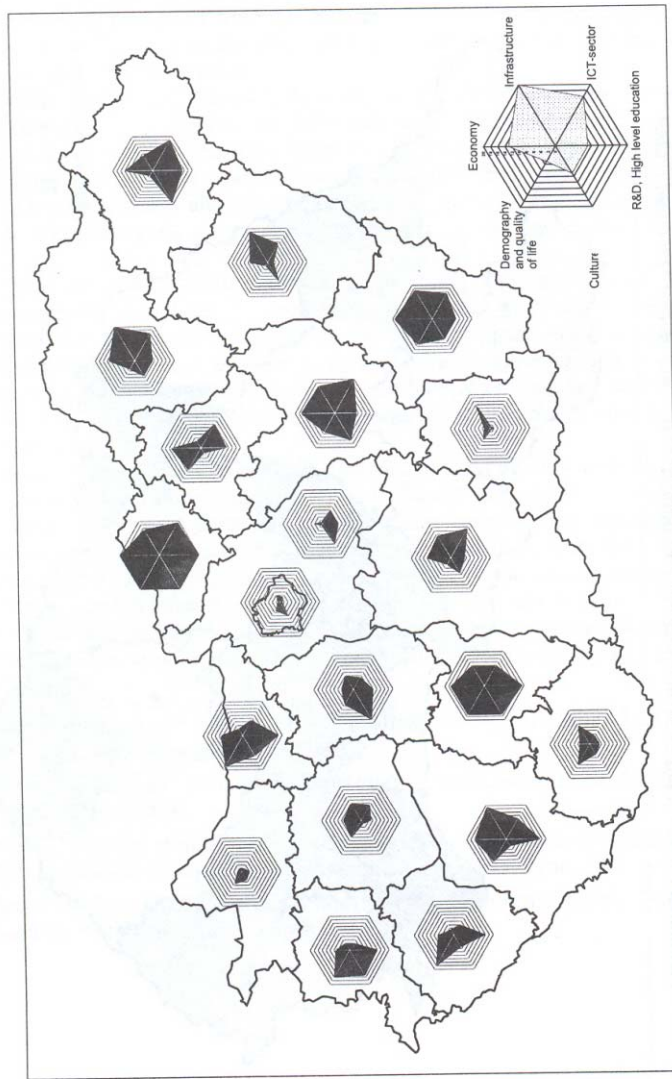 Economy
Infrastructure
ICT-sector
R&D, High level education
Culture
Demography
and quality
of life